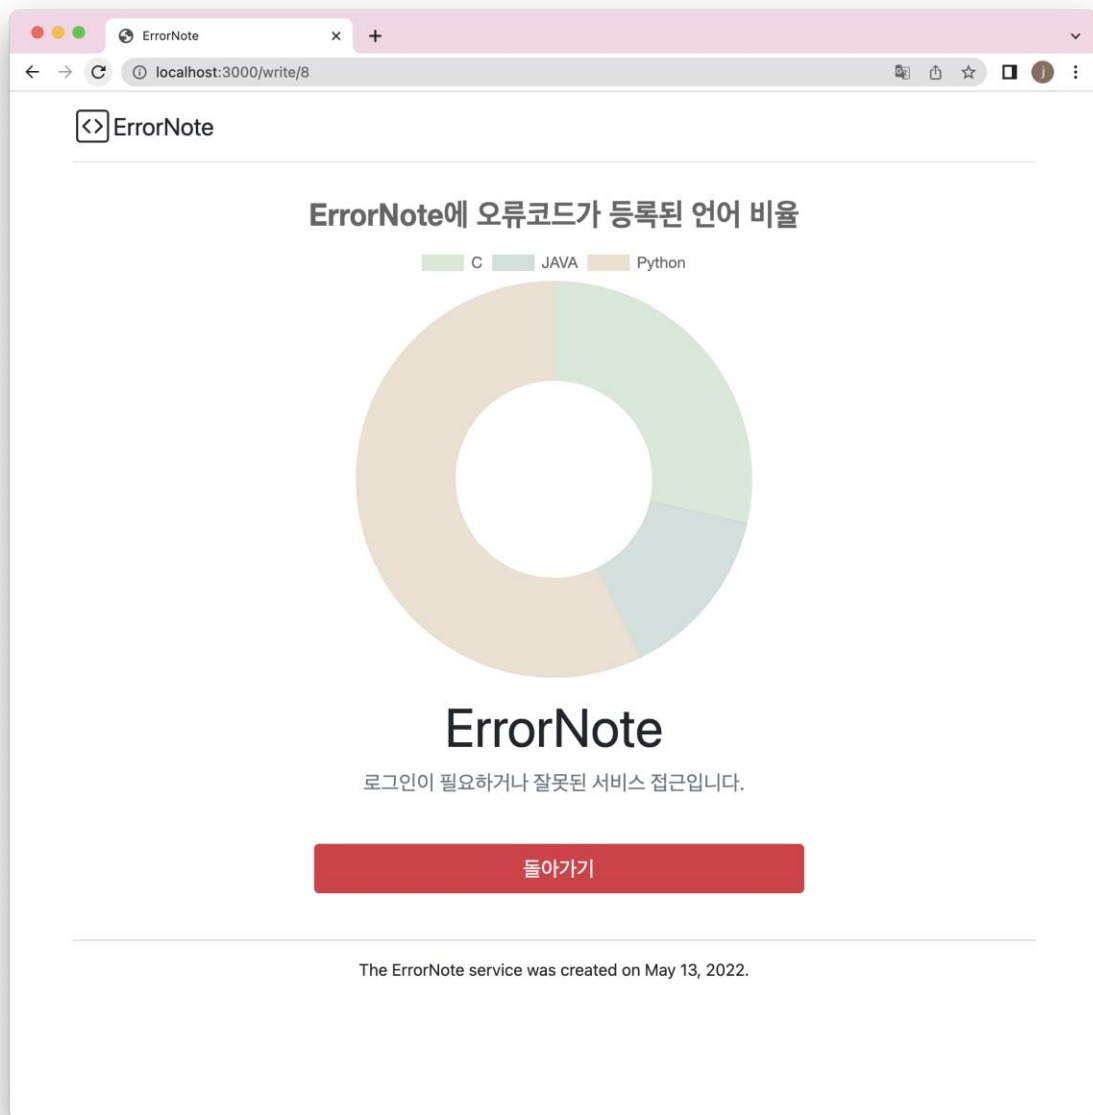 ErrorNote
localhost:3000/write/8
j
ErrorNote
ErrorNote에 오류코드가 등록된 언어 비율
C JAVA Python
ErrorNote
로그인이 필요하거나 잘못된 서비스 접근입니다.
돌아가기
The ErrorNote service was created on May 13, 2022.